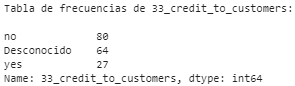 Tabla de frecuencias de 33_credit_to_customers:
no 80
Desconocido 64
yes 27
Name: 33_credit_to_customers, dtype: int64